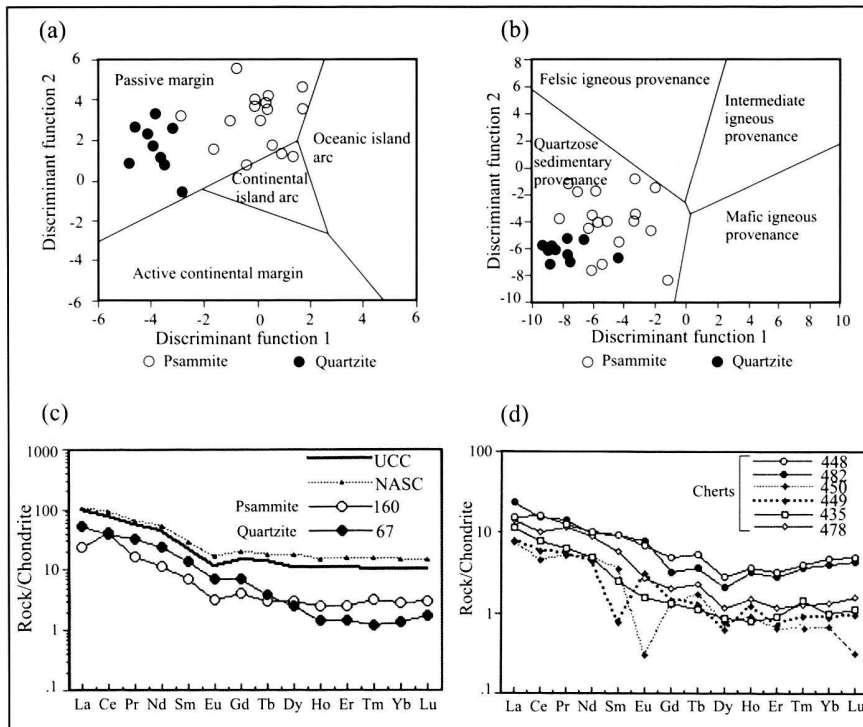 (a)
Discriminant function 2
6
4
2
0
-2
-4
-6
Passive margin
Oceanic island
arc
Continental
island arc
Active continental margin
-6 -4 -2 0 2 4 6
Discriminant function 1
Psammite Quartzite
(b)
Discriminant function 2
8
6
4
2
0
-2
-4
-6
-8
-10
Felsic igneous provenance
Intermediate
igneous
provenance
Quartzose
sedimentary
provenance
Mafic igneous
provenance
-10 -8 -6 -4 -2 0 2 4 6 8 10
Discriminant function 1
Psammite Quartzite
(c)
Rock/Chondrite
1000
100
10
1
.1
UCC
NASC
Psammite 160
Quartzite 67
La Ce Pr Nd Sm Eu Gd Tb Dy Ho Er Tm Yb Lu
(d)
Rock/Chondrite
100
10
1
.1
Cherts
448
482
450
449
435
478
La Ce Pr Nd Sm Eu Gd Tb Dy Ho Er Tm Yb Lu